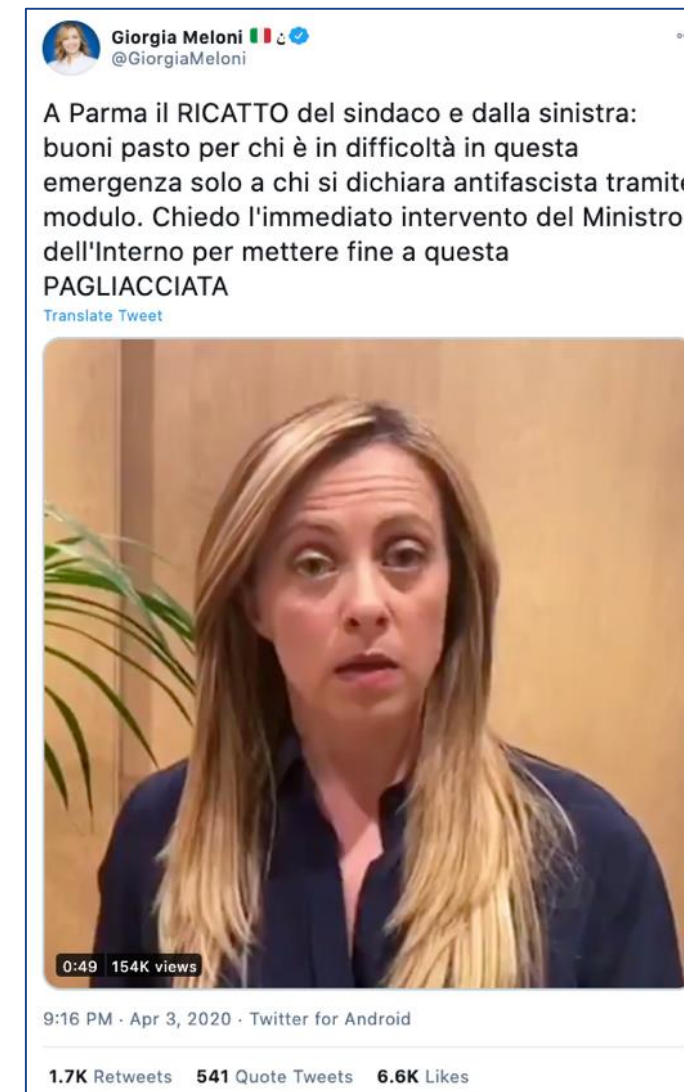 Giorgia Meloni 🇮🇹 ن
@GiorgiaMeloni
A Parma il RICATTO del sindaco e dalla sinistra:
buoni pasto per chi è in difficoltà in questa
emergenza solo a chi si dichiara antifascista tramite
modulo. Chiedo l'immediato intervento del Ministro
dell'Interno per mettere fine a questa
PAGLIACCIATA
Translate Tweet
0:49 154K views
9:16 PM · Apr 3, 2020 · Twitter for Android
1.7K Retweets 541 Quote Tweets 6.6K Likes